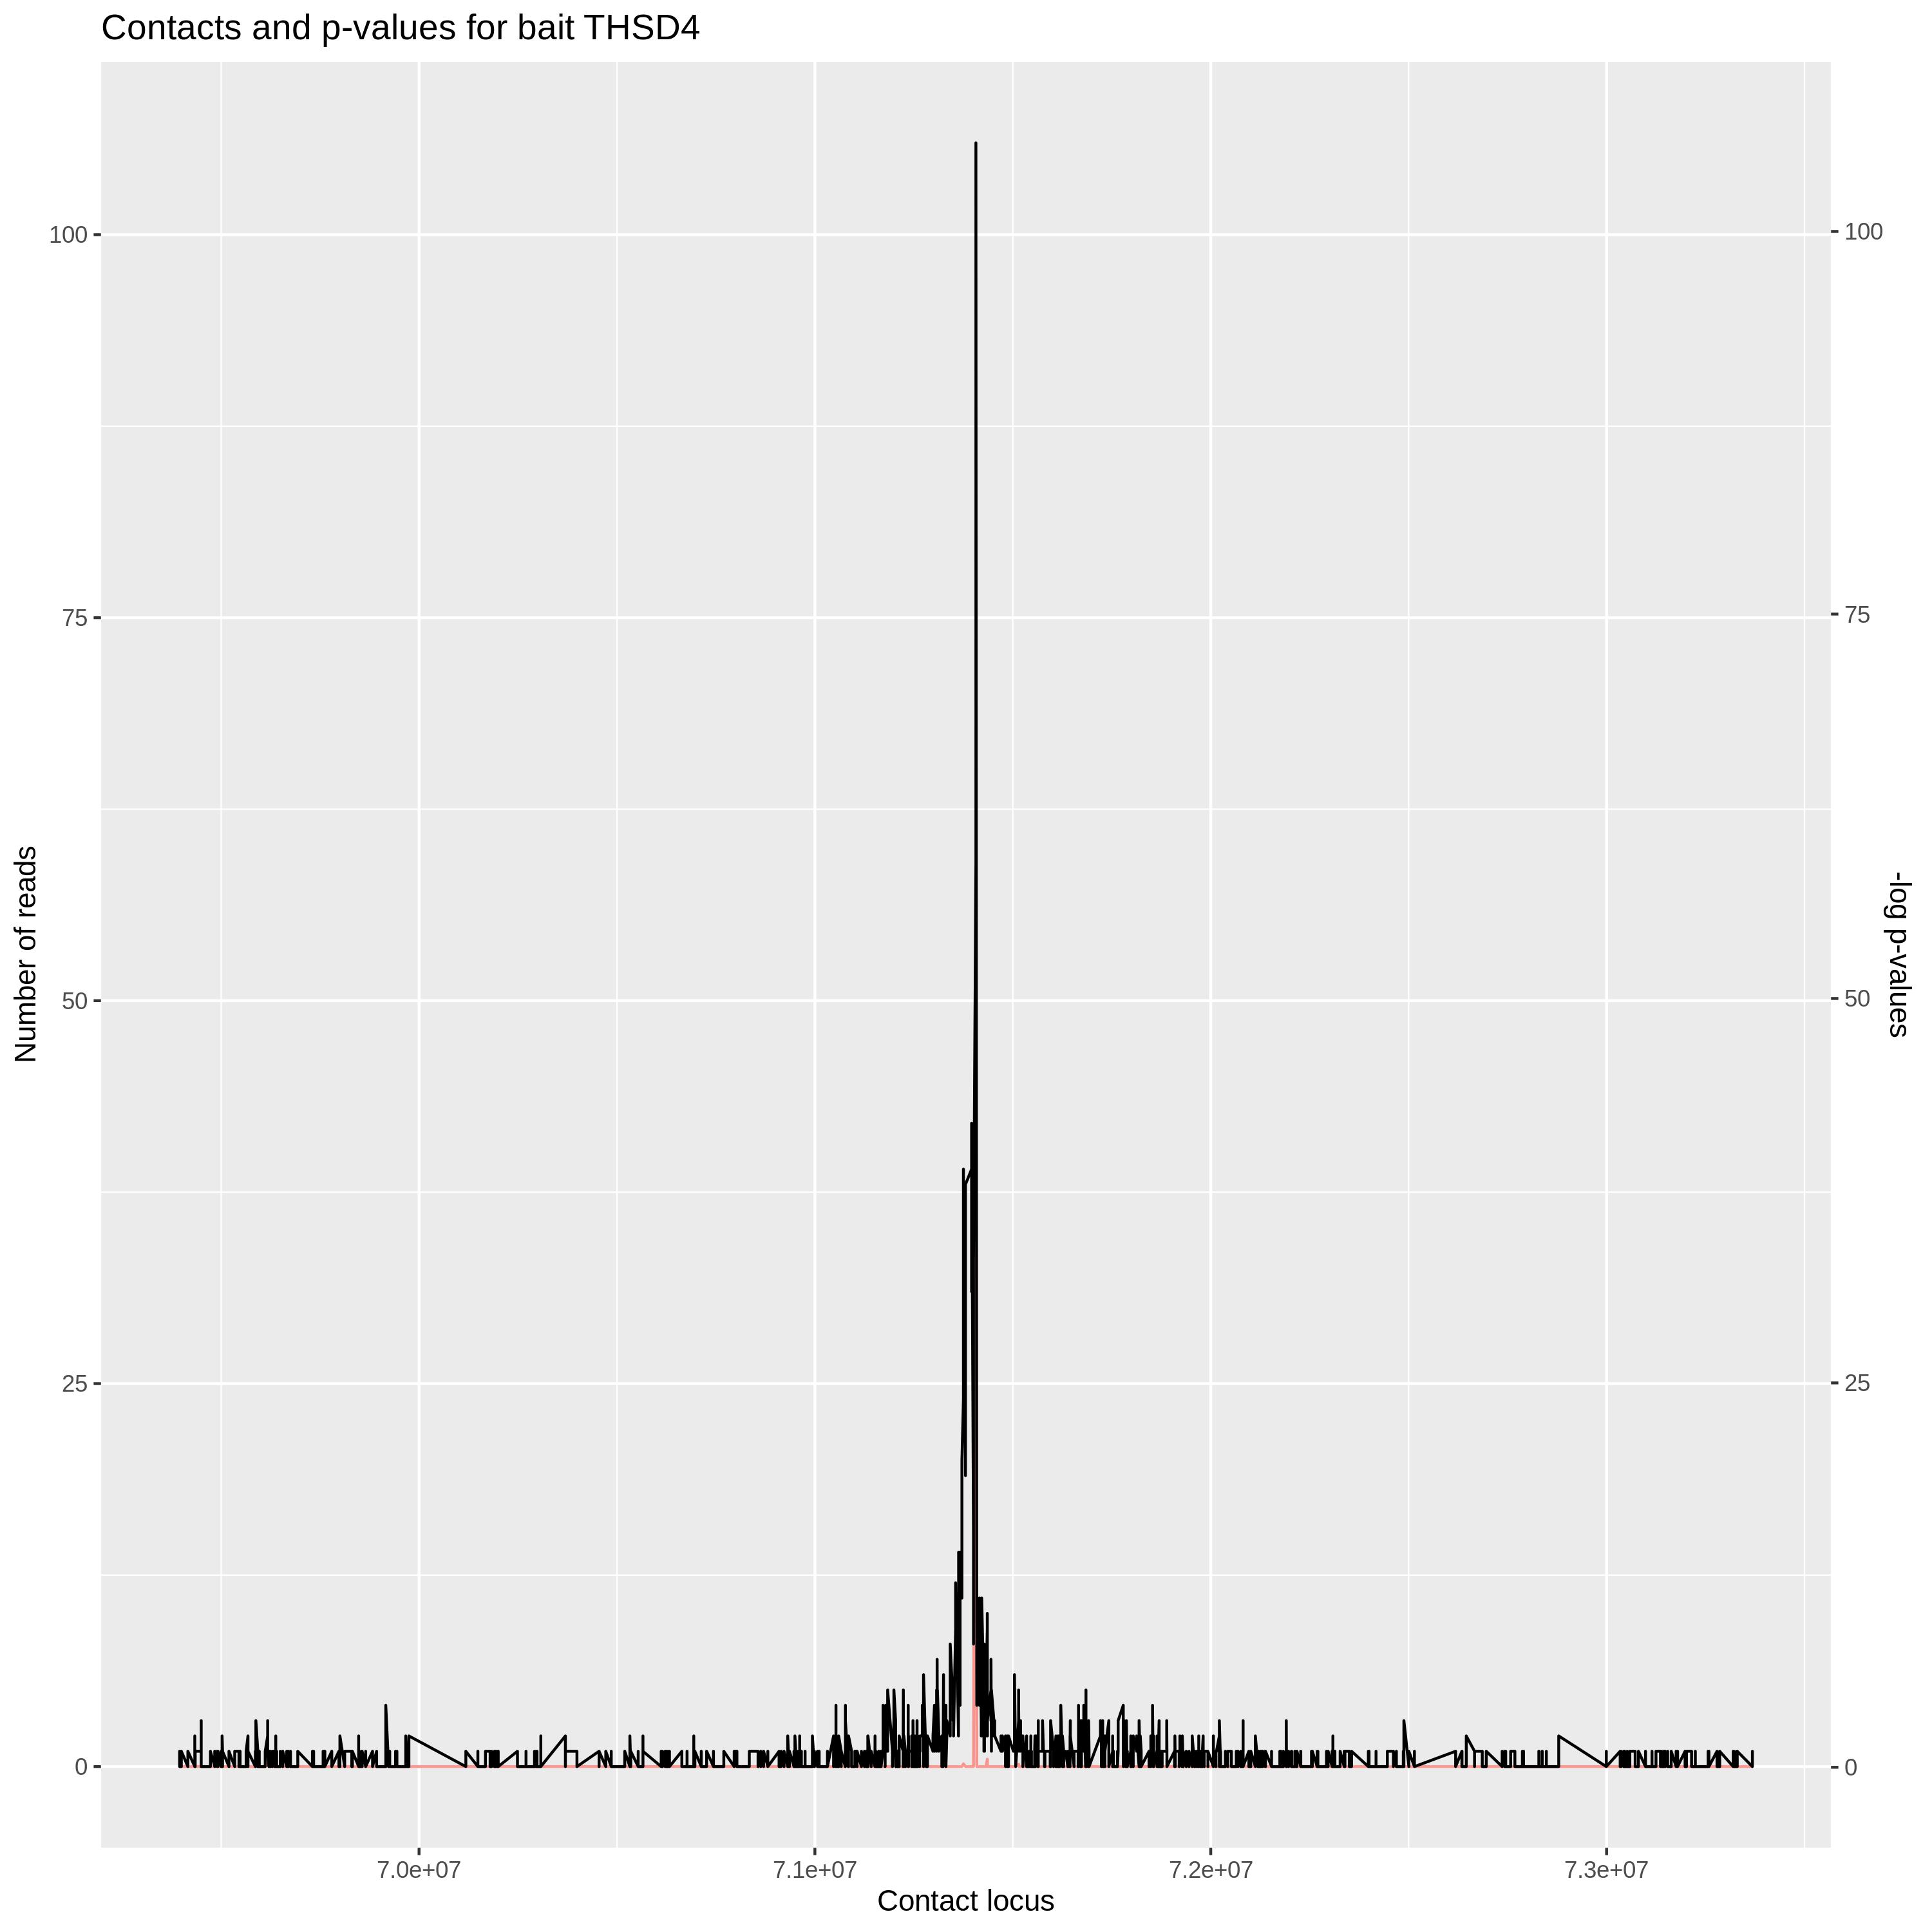 Contacts and p-values for bait THSD4
100
75
50
25
0
Number of reads
100
75
50
25
0
-log p-values
7.0e+07
7.1e+07
7.2e+07
7.3e+07
Contact locus